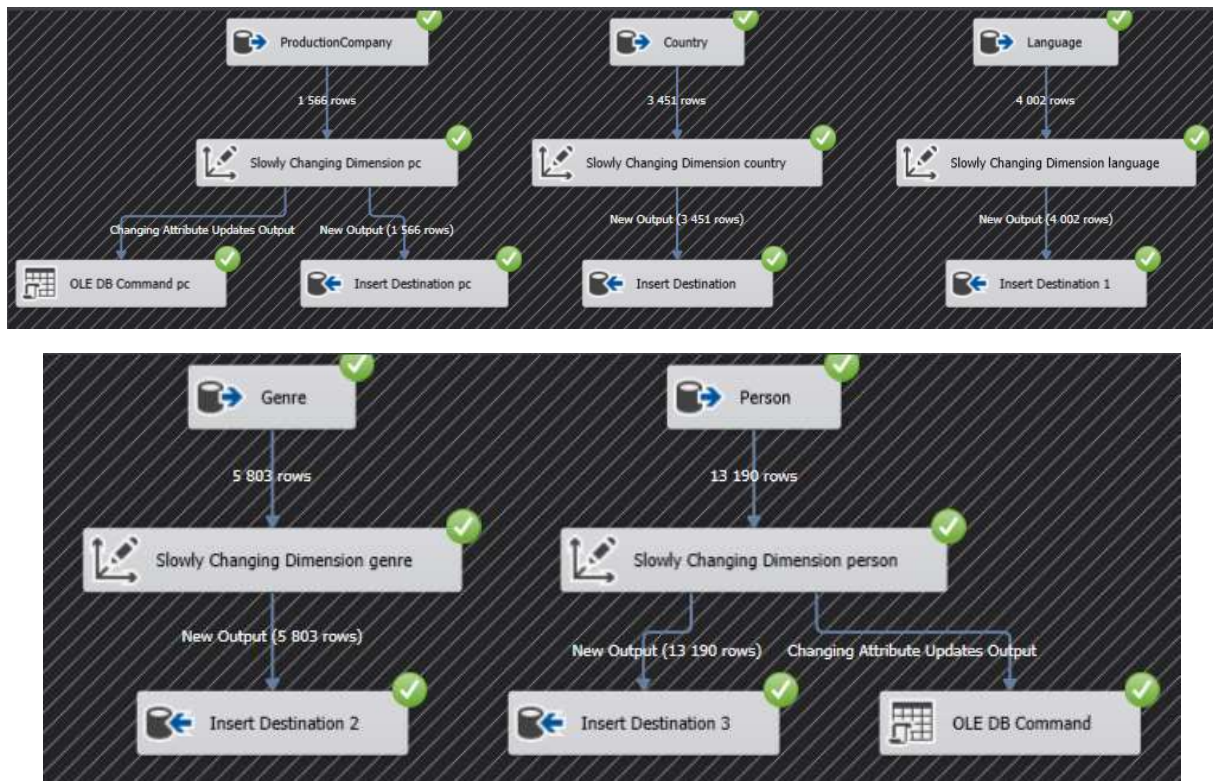 ProductionCompany
Country
Language
1 566 rows
3 451 rows
4 002 rows
Slowly Changing Dimension pc
Slowly Changing Dimension country
Slowly Changing Dimension language
Changing Attribute Updates Output
New Output (1 566 rows)
New Output (3 451 rows)
New Output (4 002 rows)
OLE DB Command pc
Insert Destination pc
Insert Destination
Insert Destination 1
Genre
Person
5 803 rows
13 190 rows
Slowly Changing Dimension genre
Slowly Changing Dimension person
New Output (5 803 rows)
New Output (13 190 rows)
Changing Attribute Updates Output
Insert Destination 2
Insert Destination 3
OLE DB Command